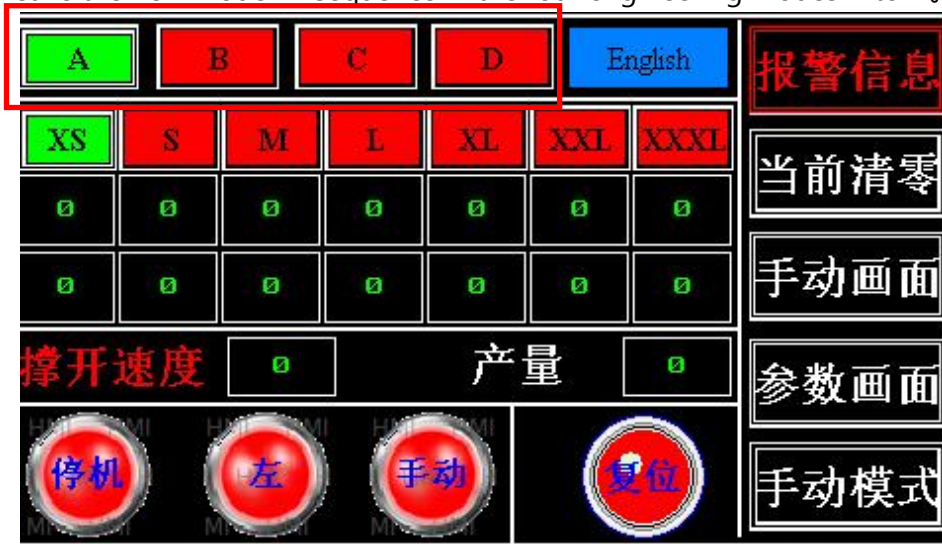 A B C D English 报警信息
XS S M L XL XXL XXXL 当前清零
0 0 0 0 0 0 0
0 0 0 0 0 0 0 手动画面
撑开速度 0 产量 0 参数画面
停机 左 手动 复位 手动模式